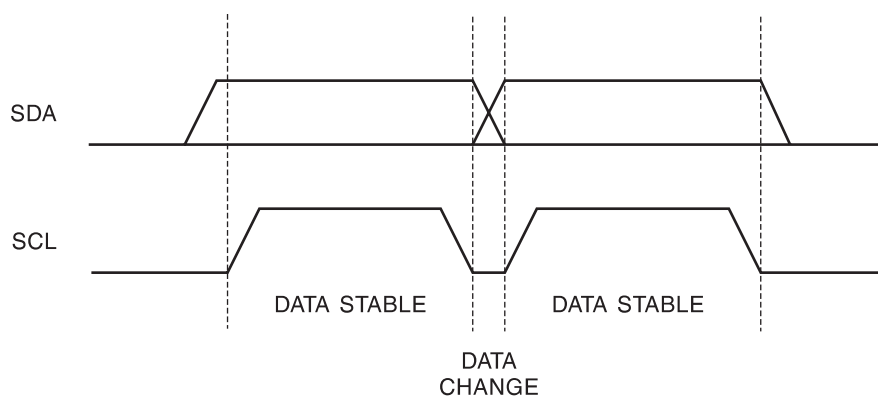 SDA
SCL
DATA STABLE
DATA STABLE
DATA
CHANGE